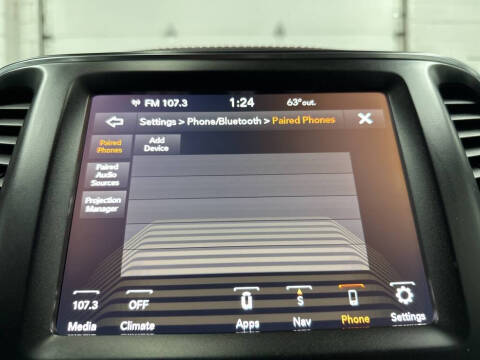 FM 107.3 1:24 63° out.
Settings > Phone/Bluetooth > Paired Phones X
Paired
Phones
Add
Device
Paired
Audio
Sources
Projection
Manager
107.3 OFF S
Media Climate Apps Nav Phone Settings